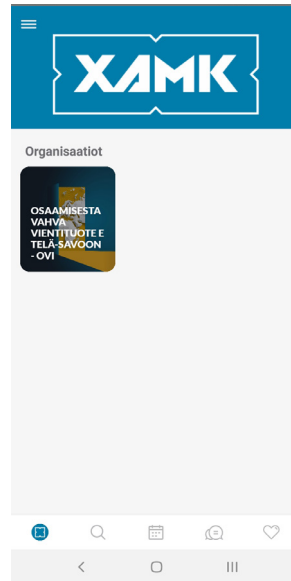 XAMK
Organisaatiot
OSAAMISESTA
VAHVA
VIENTITUOTE E
TELÄ-SAVOON
- OVI